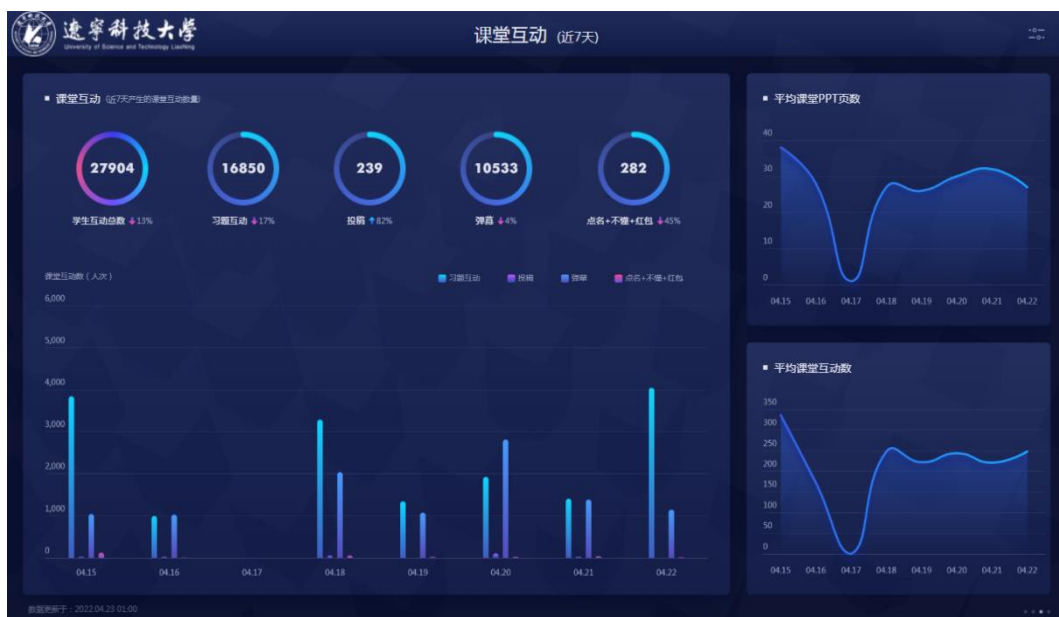 遼寧科技大學
University of Science and Technology Liaoning
课堂互动 (近7天)
课堂互动 (近7天产生的课堂互动数量)
27904
16850
239
10533
282
学生互动总数 13%
习题互动 17%
投稿 82%
弹幕 4%
点名+不懂+红包 45%
课堂互动数（人次）
习题互动 投稿 弹幕 点名+不懂+红包
6,000
5,000
4,000
3,000
2,000
1,000
0
04.15 04.16 04.17 04.18 04.19 04.20 04.21 04.22
平均课堂PPT页数
40
30
20
10
0
04.15 04.16 04.17 04.18 04.19 04.20 04.21 04.22
平均课堂互动数
350
300
250
200
150
100
50
0
04.15 04.16 04.17 04.18 04.19 04.20 04.21 04.22
数据更新于：2022.04.23 01:00